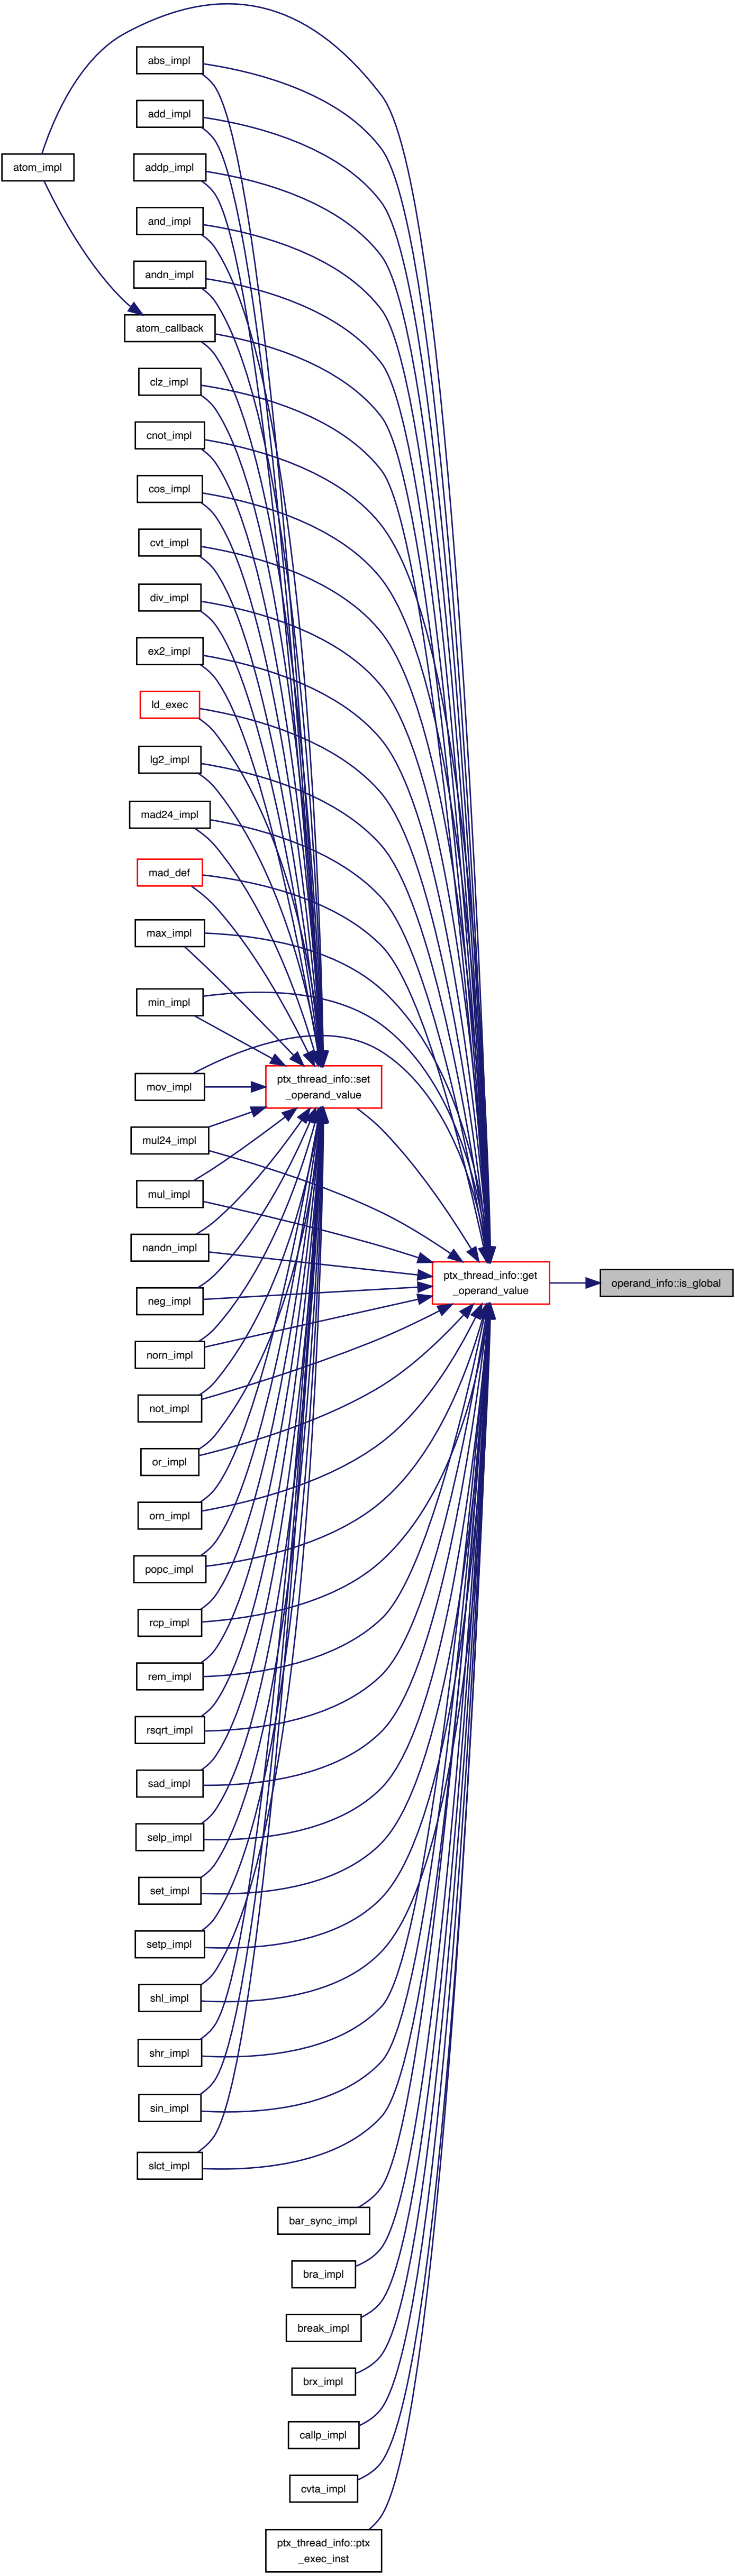 abs_impl
add_impl
atom_impl
addp_impl
and_impl
andn_impl
atom_callback
clz_impl
cnot_impl
cos_impl
cvt_impl
div_impl
ex2_impl
ld_exec
lg2_impl
mad24_impl
mad_def
max_impl
min_impl
mov_impl
ptx_thread_info::set
_operand_value
mul24_impl
mul_impl
nandn_impl
ptx_thread_info::get
_operand_value
operand_info::is_global
neg_impl
norn_impl
not_impl
or_impl
orn_impl
popc_impl
rcp_impl
rem_impl
rsqrt_impl
sad_impl
selp_impl
set_impl
setp_impl
shl_impl
shr_impl
sin_impl
slct_impl
bar_sync_impl
bra_impl
break_impl
brx_impl
callp_impl
cvta_impl
ptx_thread_info::ptx
_exec_inst